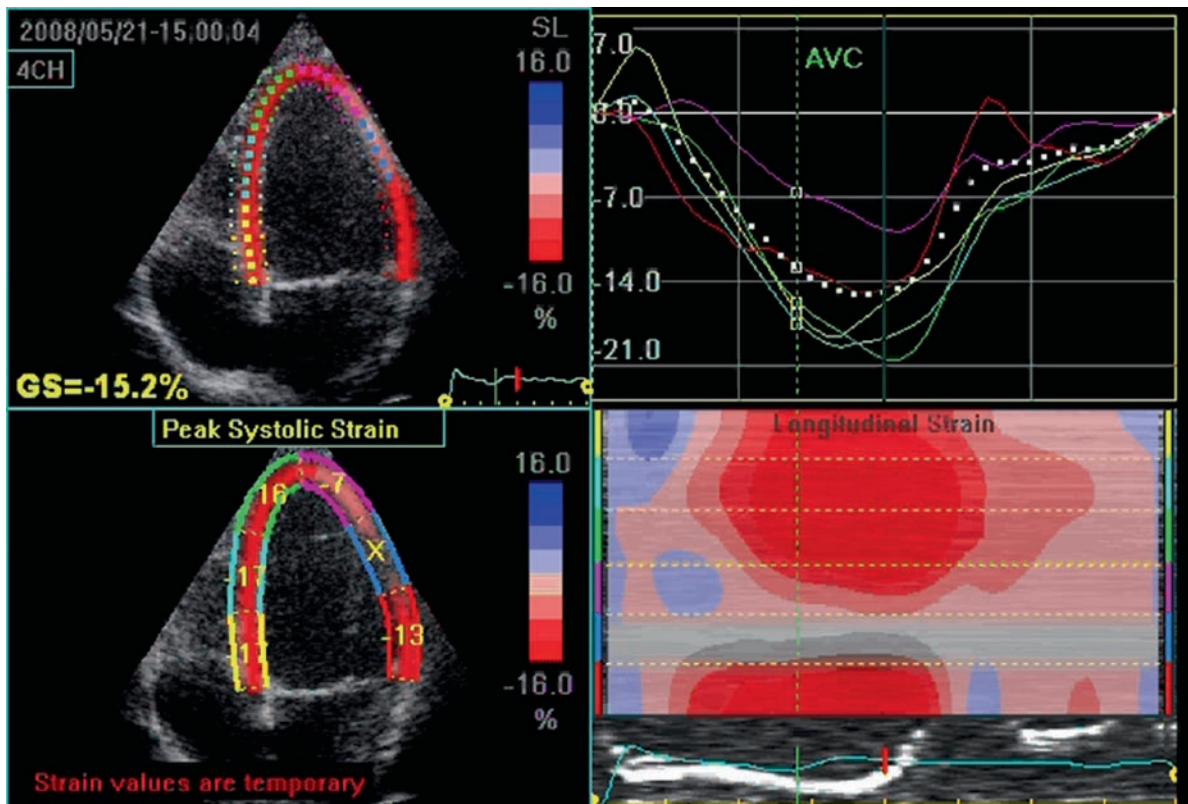 2008/05/21-15:00:04
4CH
SL
16.0
-16.0
%
GS=-15.2%
7.0
0.0
-7.0
-14.0
-21.0
AVC
Peak Systolic Strain
16.0
-16.0
%
16
-7
-17
X
-17
-13
Strain values are temporary
Longitudinal Strain